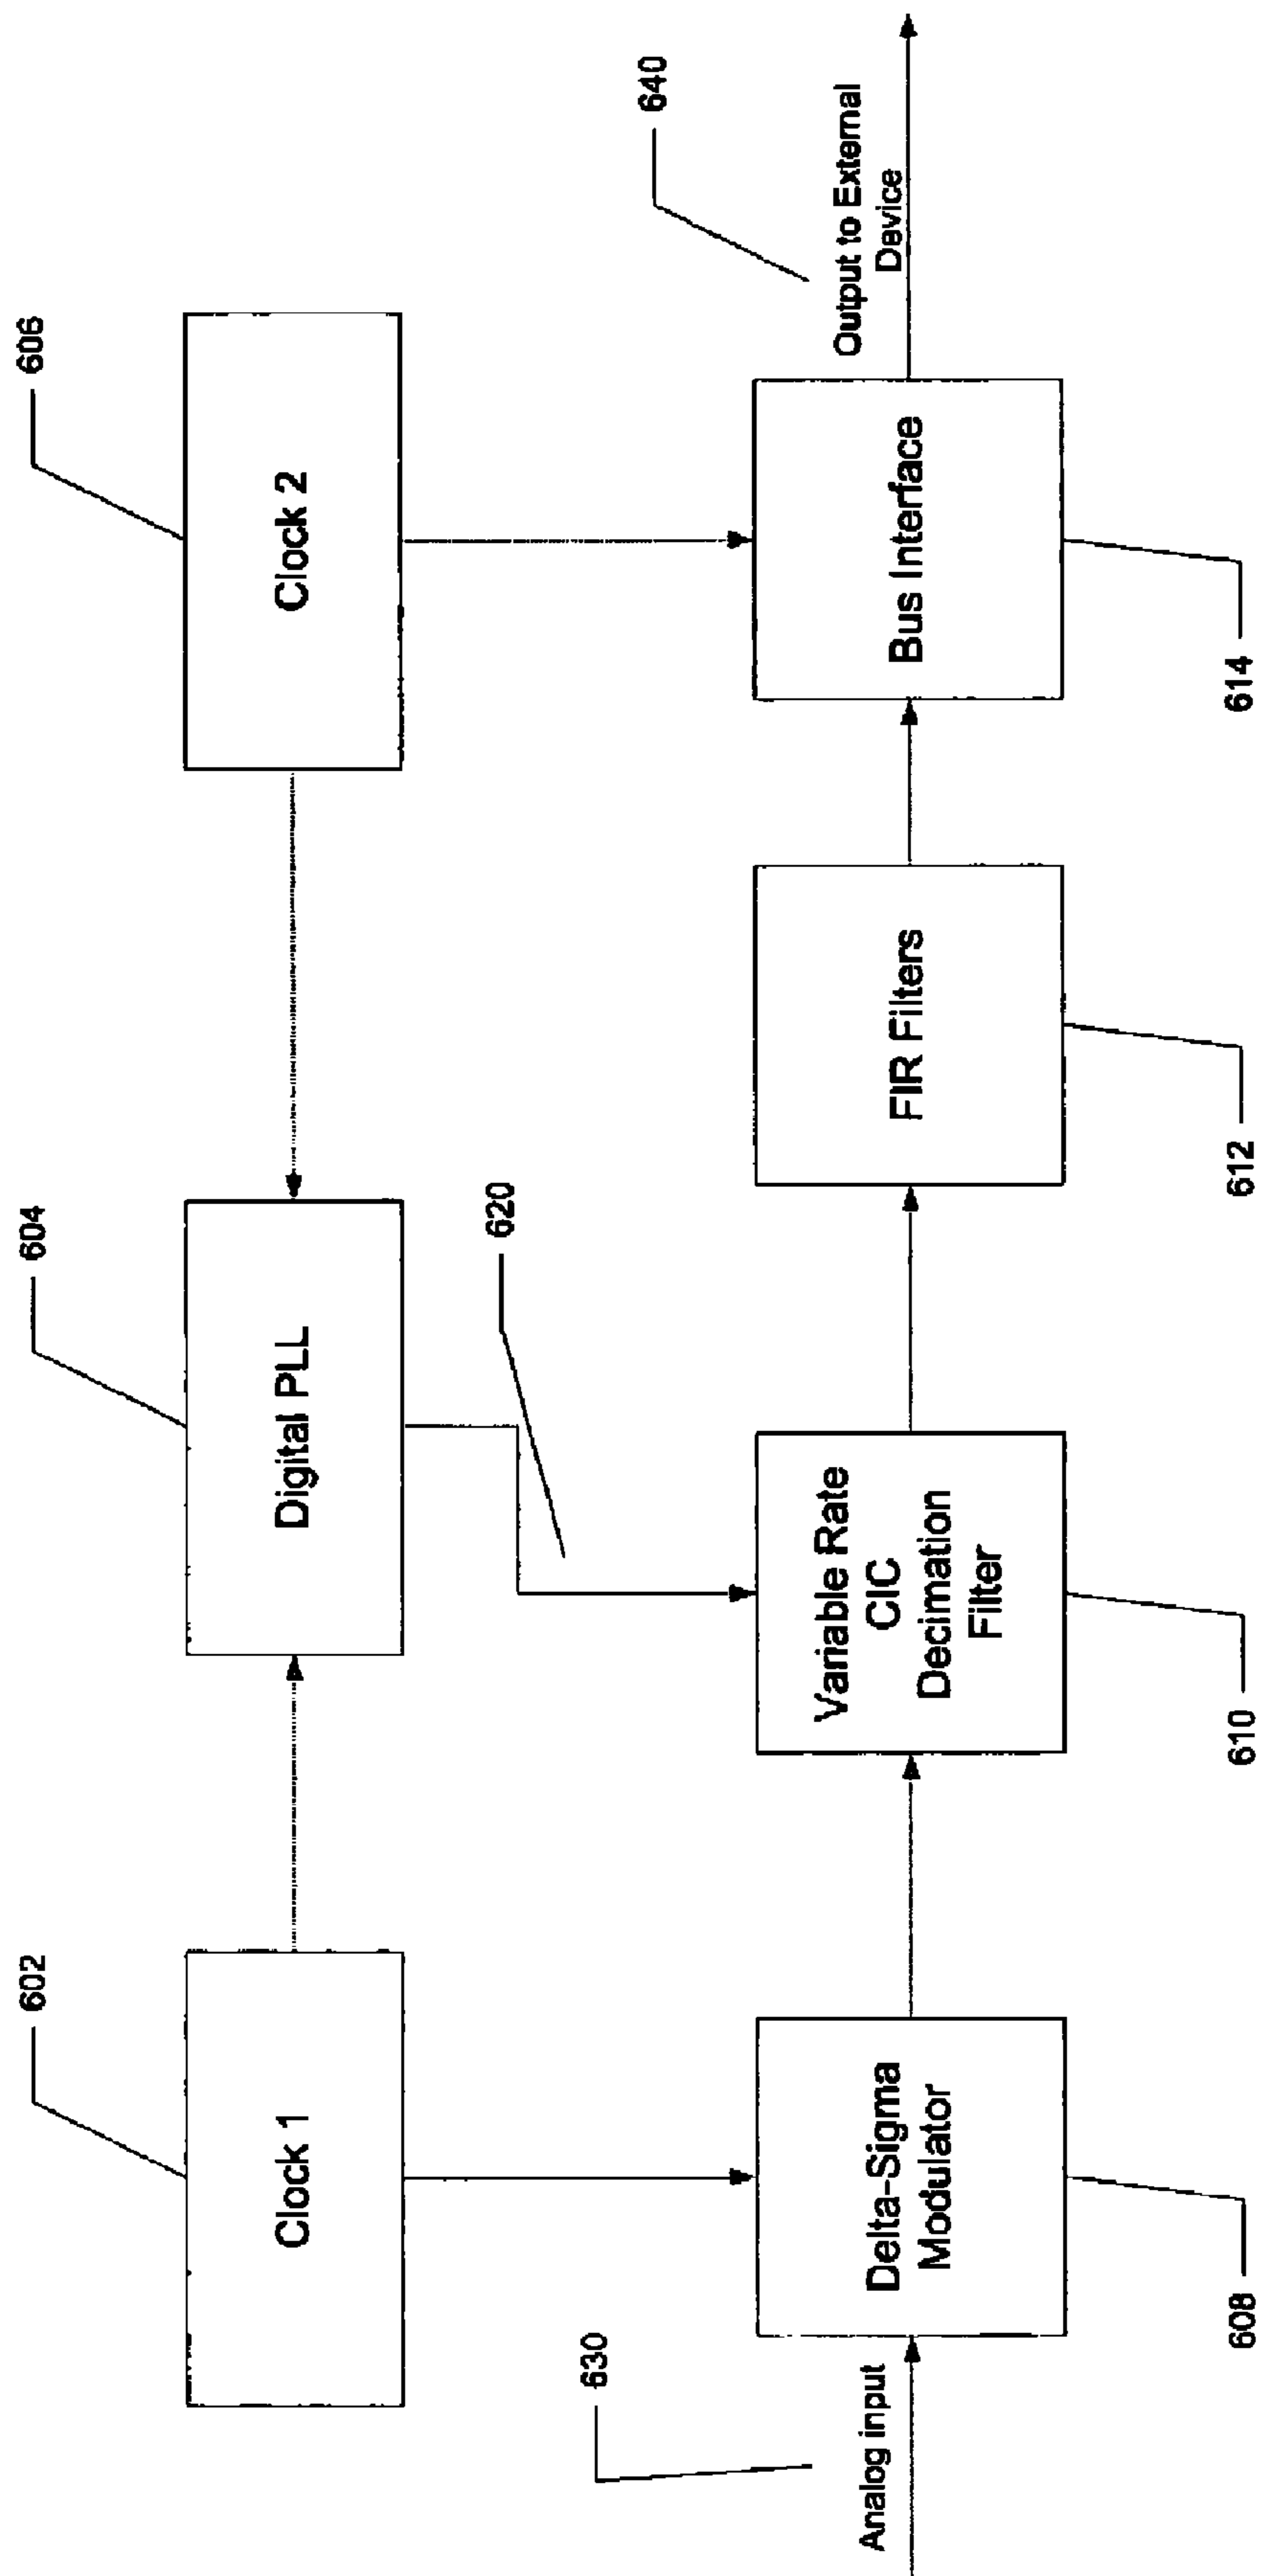 602
604
606
Clock 1
Digital PLL
Clock 2
620
630
640
Analog input
Delta-Sigma
Modulator
Variable Rate
CIC
Decimation
Filter
FIR Filters
Bus Interface
Output to External
Device
608
610
612
614